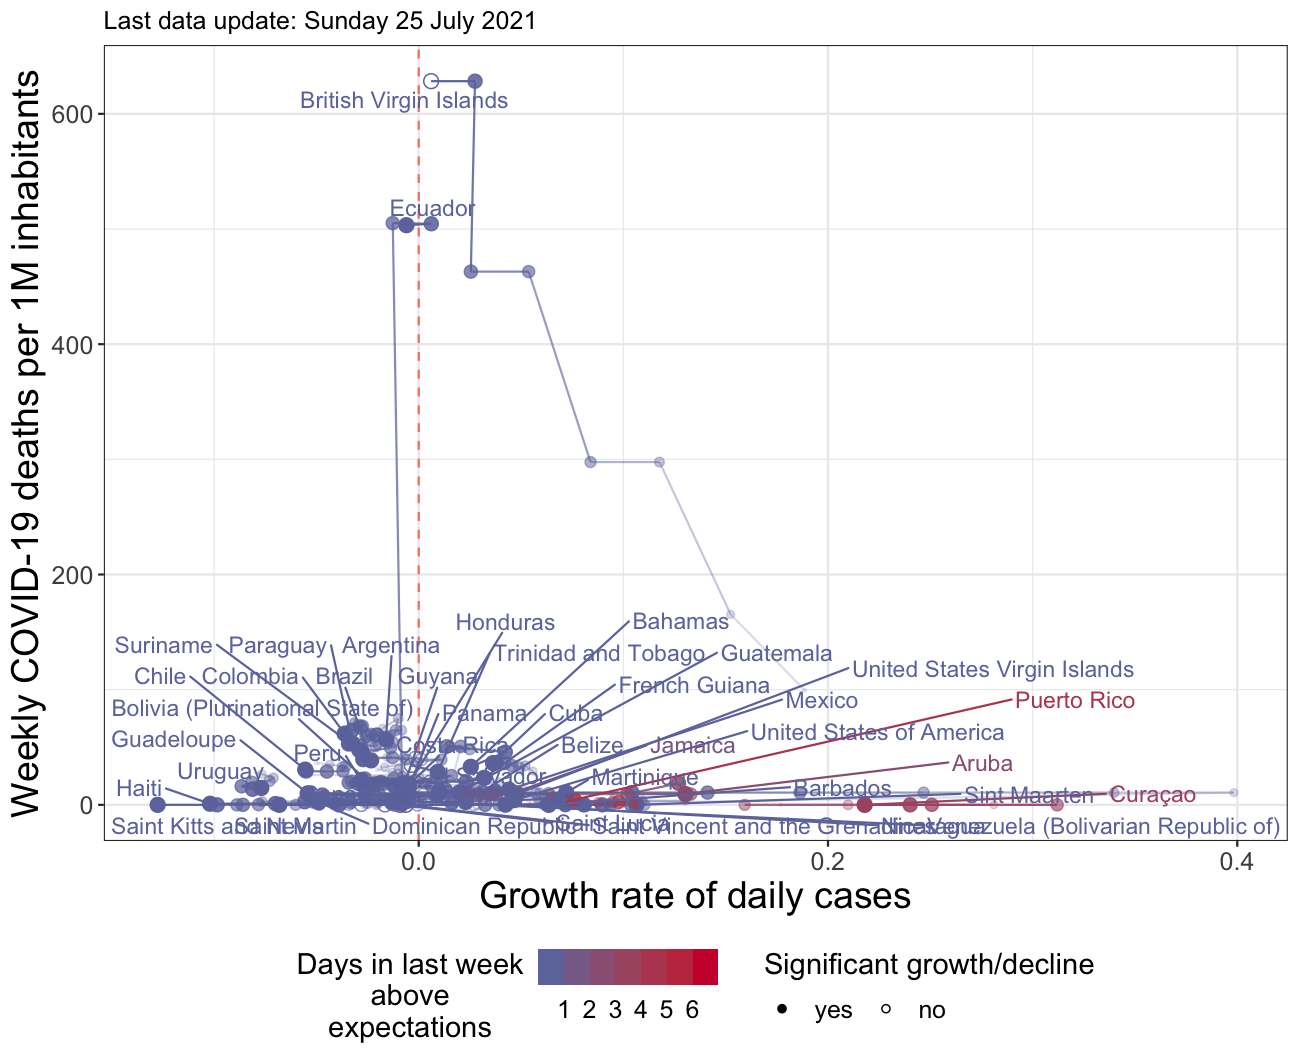 Last data update: Sunday 25 July 2021
Weekly COVID-19 deaths per 1M inhabitants
600
400
200
0
British Virgin Islands
Ecuador
Honduras
Bahamas
Suriname
Paraguay
Argentina
Trinidad and Tobago
Guatemala
United States Virgin Islands
Chile
Colombia
Brazil
Guyana
French Guiana
Mexico
Puerto Rico
Bolivia (Plurinational State of)
Panama
Cuba
United States of America
Guadeloupe
Peru
Costa Rica
Belize
Jamaica
Aruba
Uruguay
Martinique
Haiti
Barbados
Sint Maarten
Curaçao
Saint Kitts and Nevis
Saint Martin
Dominican Republic
Saint Lucia
Saint Vincent and the Grenadines
Nicaragua
Venezuela (Bolivarian Republic of)
0.0
0.2
0.4
Growth rate of daily cases
Days in last week
above
expectations
1 2 3 4 5 6
Significant growth/decline
yes
no